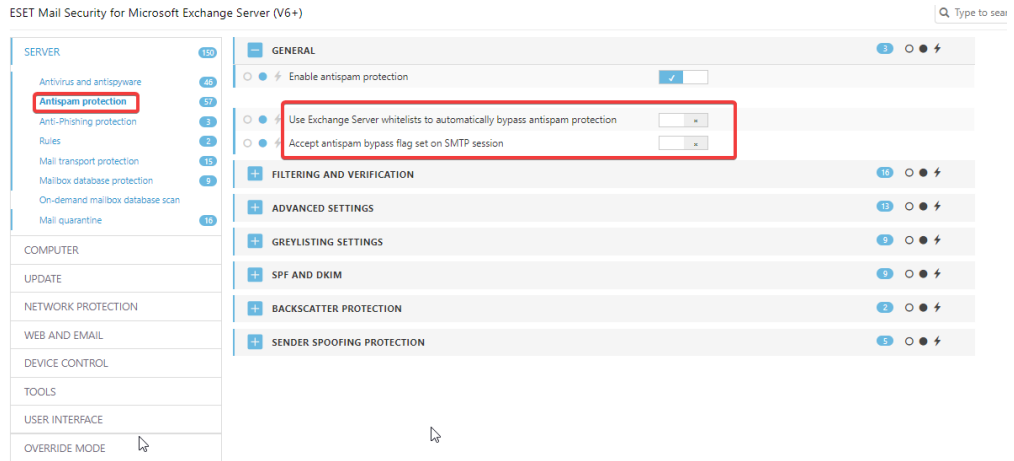 ESET Mail Security for Microsoft Exchange Server (V6+)
Type to sear
SERVER 150
Antivirus and antispyware 46
Antispam protection 57
Anti-Phishing protection 3
Rules 2
Mail transport protection 15
Mailbox database protection 9
On-demand mailbox database scan
Mail quarantine 16
COMPUTER
UPDATE
NETWORK PROTECTION
WEB AND EMAIL
DEVICE CONTROL
TOOLS
USER INTERFACE
OVERRIDE MODE
GENERAL 3
Enable antispam protection
Use Exchange Server whitelists to automatically bypass antispam protection
Accept antispam bypass flag set on SMTP session
FILTERING AND VERIFICATION 16
ADVANCED SETTINGS 13
GREYLISTING SETTINGS 9
SPF AND DKIM 9
BACKSCATTER PROTECTION 2
SENDER SPOOFING PROTECTION 5